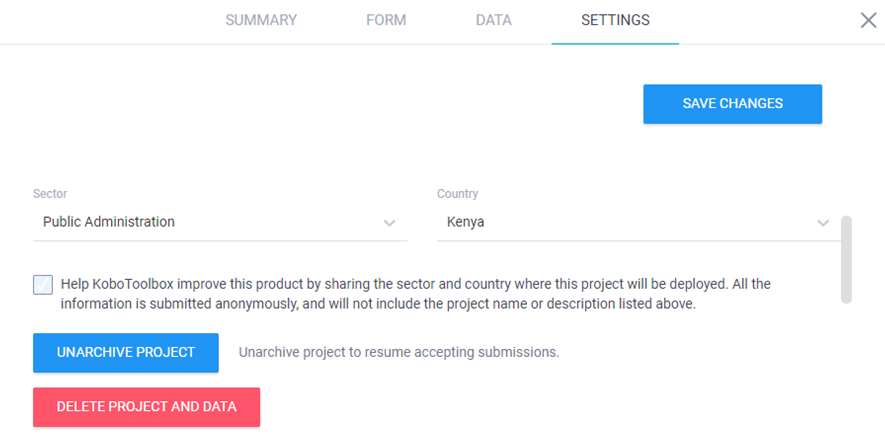 SUMMARY FORM DATA SETTINGS
SAVE CHANGES
Sector Country
Public Administration Kenya
Help KoboToolbox improve this product by sharing the sector and country where this project will be deployed. All the
information is submitted anonymously, and will not include the project name or description listed above.
UNARCHIVE PROJECT Unarchive project to resume accepting submissions.
DELETE PROJECT AND DATA